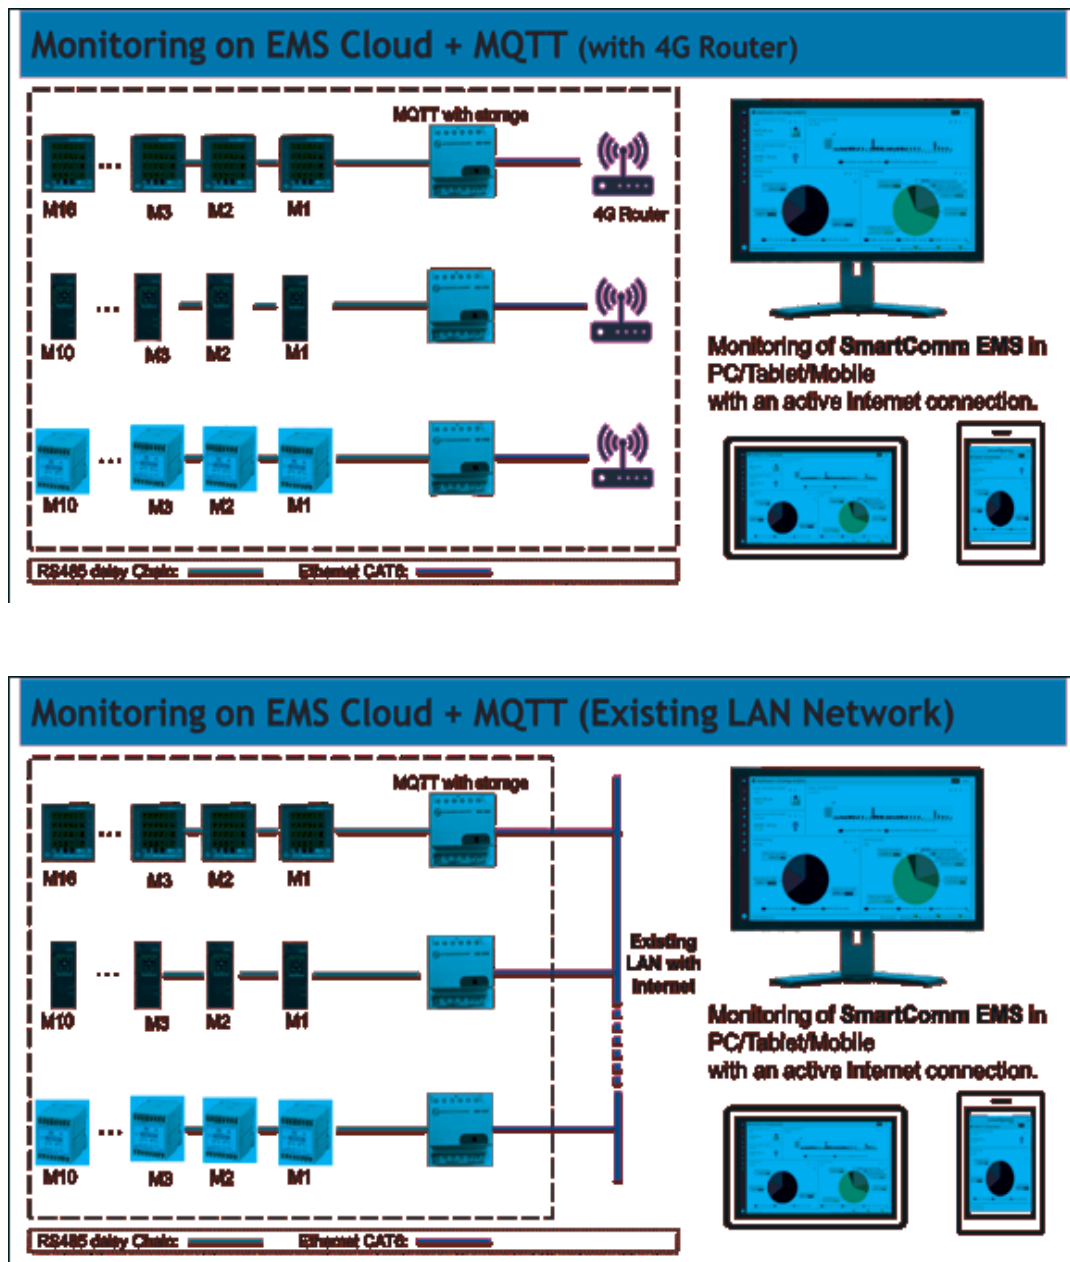 Monitoring on EMS Cloud + MQTT (with 4G Router)
MQTT with storage
M16 M3 M2 M1
4G Router
M10 M3 M2 M1
M10 M3 M2 M1
RS485 daisy Chain: Ethernet CAT6:
Monitoring of SmartComm EMS in
PC/Tablet/Mobile
with an active Internet connection.
Monitoring on EMS Cloud + MQTT (Existing LAN Network)
MQTT with storage
M16 M3 M2 M1
M10 M3 M2 M1
M10 M3 M2 M1
Existing
LAN with
Internet
RS485 daisy Chain: Ethernet CAT6:
Monitoring of SmartComm EMS in
PC/Tablet/Mobile
with an active Internet connection.